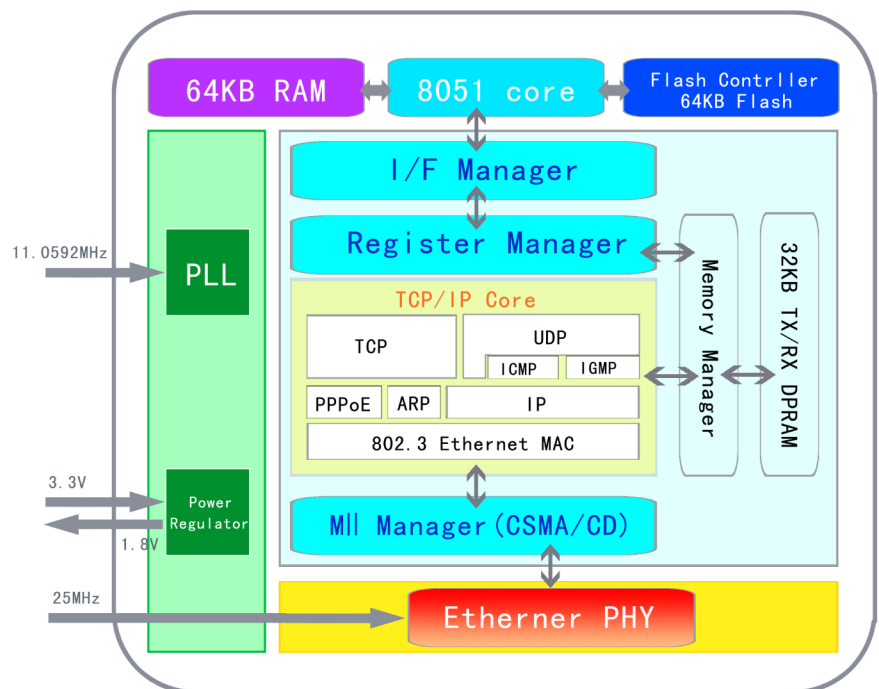 64KB RAM
8051 core
Flash Contrller
64KB Flash
I/F Manager
Register Manager
11.0592MHz
PLL
TCP/IP Core
TCP
UDP
ICMP
IGMP
PPPoE
ARP
IP
802.3 Ethernet MAC
Memory Manager
32KB TX/RX DPRAM
3.3V
Power
Regulator
1.8V
MII Manager(CSMA/CD)
25MHz
Etherner PHY